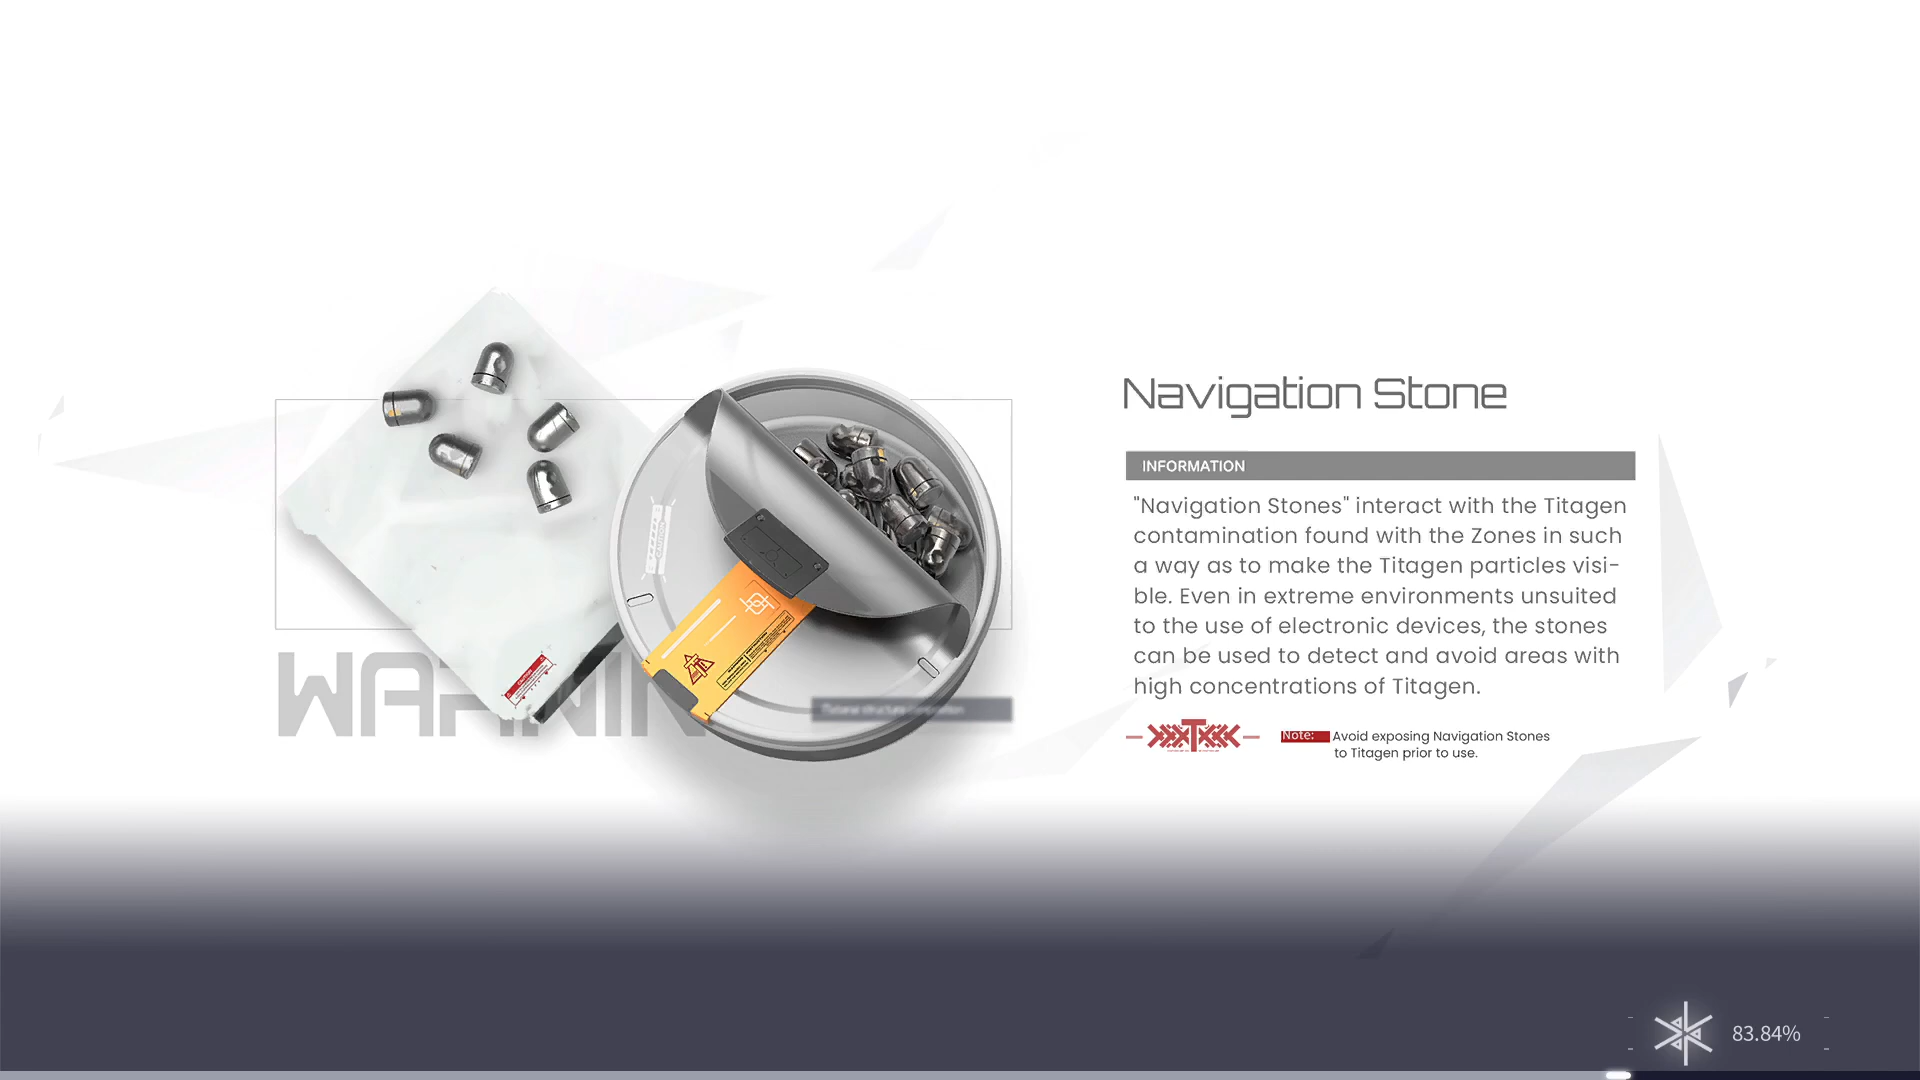 Navigation Stone
INFORMATION
"Navigation Stones" interact with the Titagen
contamination found with the Zones in such
a way as to make the Titagen particles visi-
ble. Even in extreme environments unsuited
to the use of electronic devices, the stones
can be used to detect and avoid areas with
high concentrations of Titagen.
Note: Avoid exposing Navigation Stones
to Titagen prior to use.
CAUTION
WARNIN
83.84%